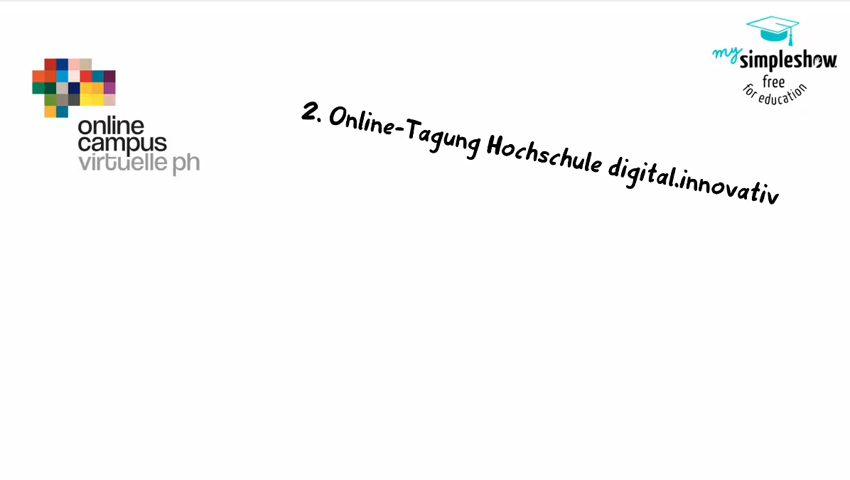 my
simpleshow
free
for education
online
campus
virtuelle ph
2. Online-Tagung Hochschule digital.innovativ